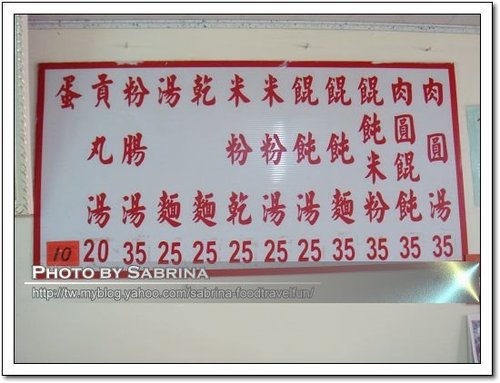 肉圓湯 35
肉圓餛飩 35
餛飩米粉 35
餛飩麵 35
餛飩湯 25
米粉湯 25
米粉乾 25
乾麵 25
湯麵 25
粉腸湯 35
貢丸湯 20
蛋 10
PHOTO BY SABRINA
http://tw.myblog.yahoo.com/sabrina-foodtravelfun/